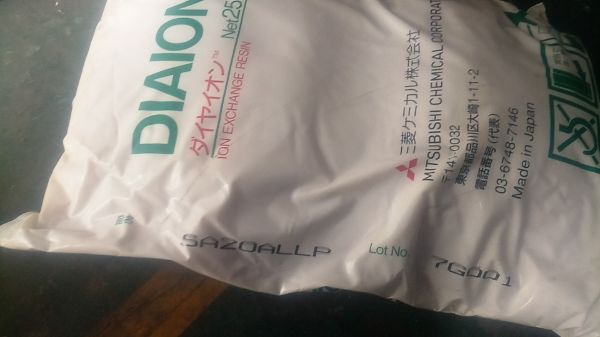 DIAION
ダイヤイオン™ Net25
ION EXCHANGE RESIN
三菱ケミカル株式会社
MITSUBISHI CHEMICAL CORPORATION
東京都品川区大崎1-11-2
電話番号 (代表)
03-6748-7146
Made in Japan
SA20ALLP
Lot No. 7G001